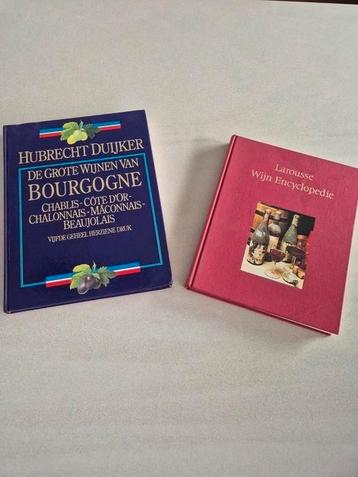 HUBRECHT DUIJKER
DE GROTE WIJNEN VAN
BOURGOGNE
CHABLIS-CÔTE D'OR-
CHALONNAIS-MÂCONNAIS-
BEAUJOLAIS
VIJFDE GEHEEL HERZIENE DRUK
Larousse
Wijn Encyclopedie